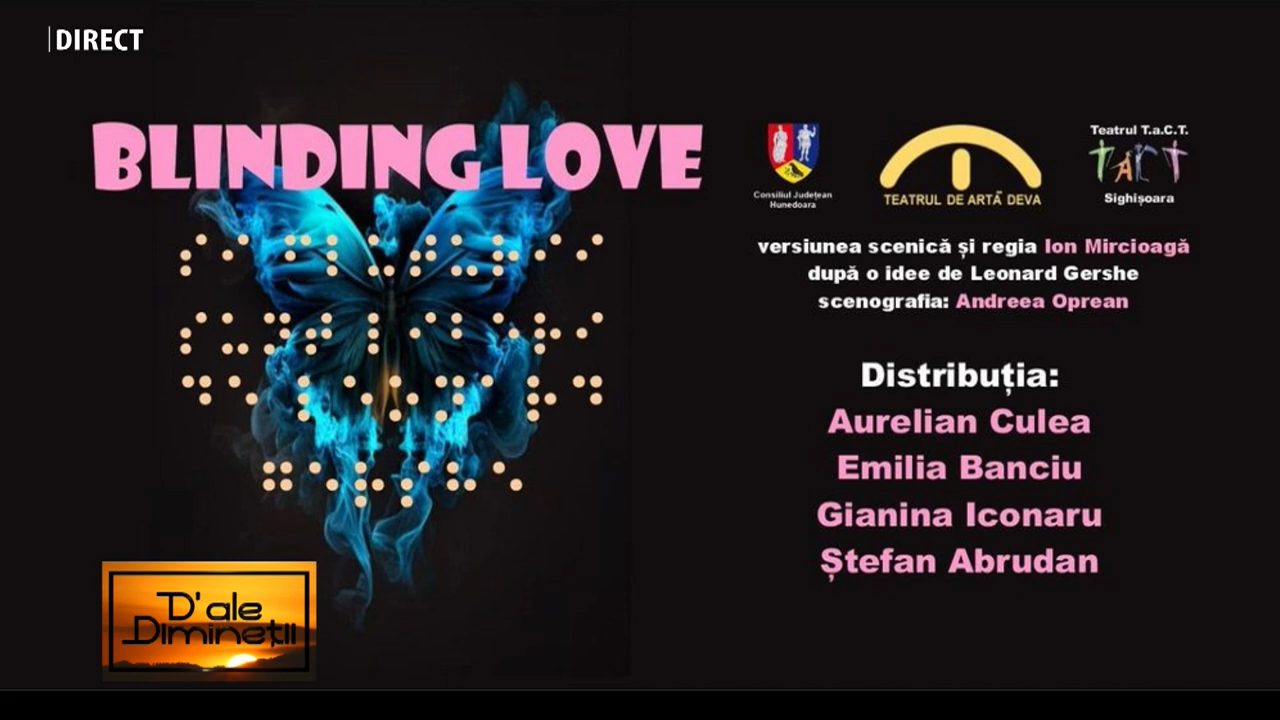 DIRECT
BLINDING LOVE
Consiliul Județean
Hunedoara
TEATRUL DE ARTĂ DEVA
Teatrul T.a.C.T.
TACT
Sighișoara
versiunea scenică și regia Ion Mircioagă
după o idee de Leonard Gershe
scenografia: Andreea Oprean
Distribuția:
Aurelian Culea
Emilia Banciu
Gianina Iconaru
Ștefan Abrudan
D'ale
Dimineții